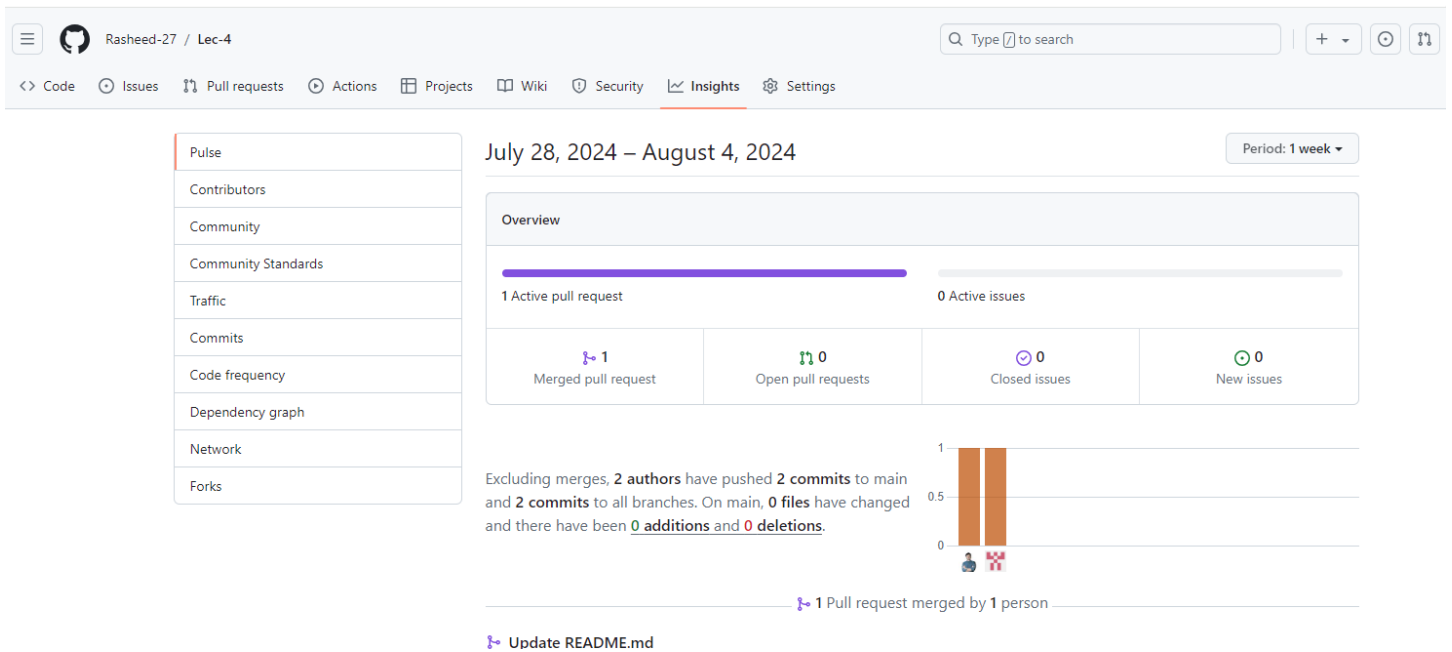 Rasheed-27 / Lec-4
Type / to search
Code Issues Pull requests Actions Projects Wiki Security Insights Settings
Pulse
Contributors
Community
Community Standards
Traffic
Commits
Code frequency
Dependency graph
Network
Forks
July 28, 2024 – August 4, 2024
Period: 1 week
Overview
1 Active pull request
0 Active issues
1
Merged pull request
0
Open pull requests
0
Closed issues
0
New issues
Excluding merges, 2 authors have pushed 2 commits to main
and 2 commits to all branches. On main, 0 files have changed
and there have been 0 additions and 0 deletions.
1
0.5
0
1 Pull request merged by 1 person
Update README.md